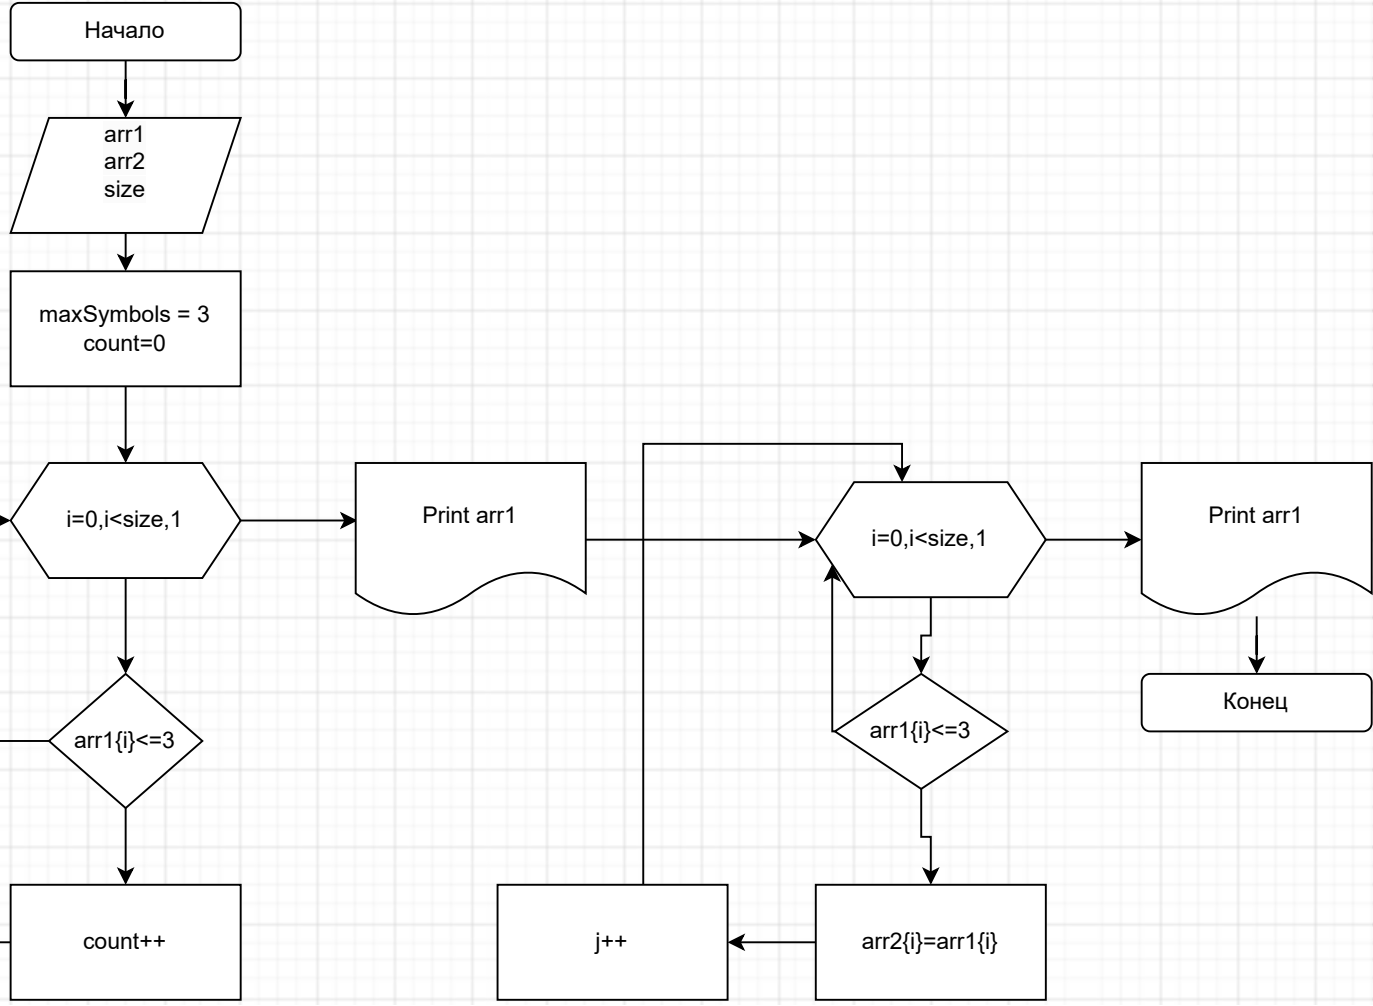 Начало
arr1
arr2
size
maxSymbols = 3
count=0
i=0,i<size,1
Print arr1
i=0,i<size,1
Print arr1
arr1{i}<=3
arr1{i}<=3
Конец
count++
j++
arr2{i}=arr1{i}